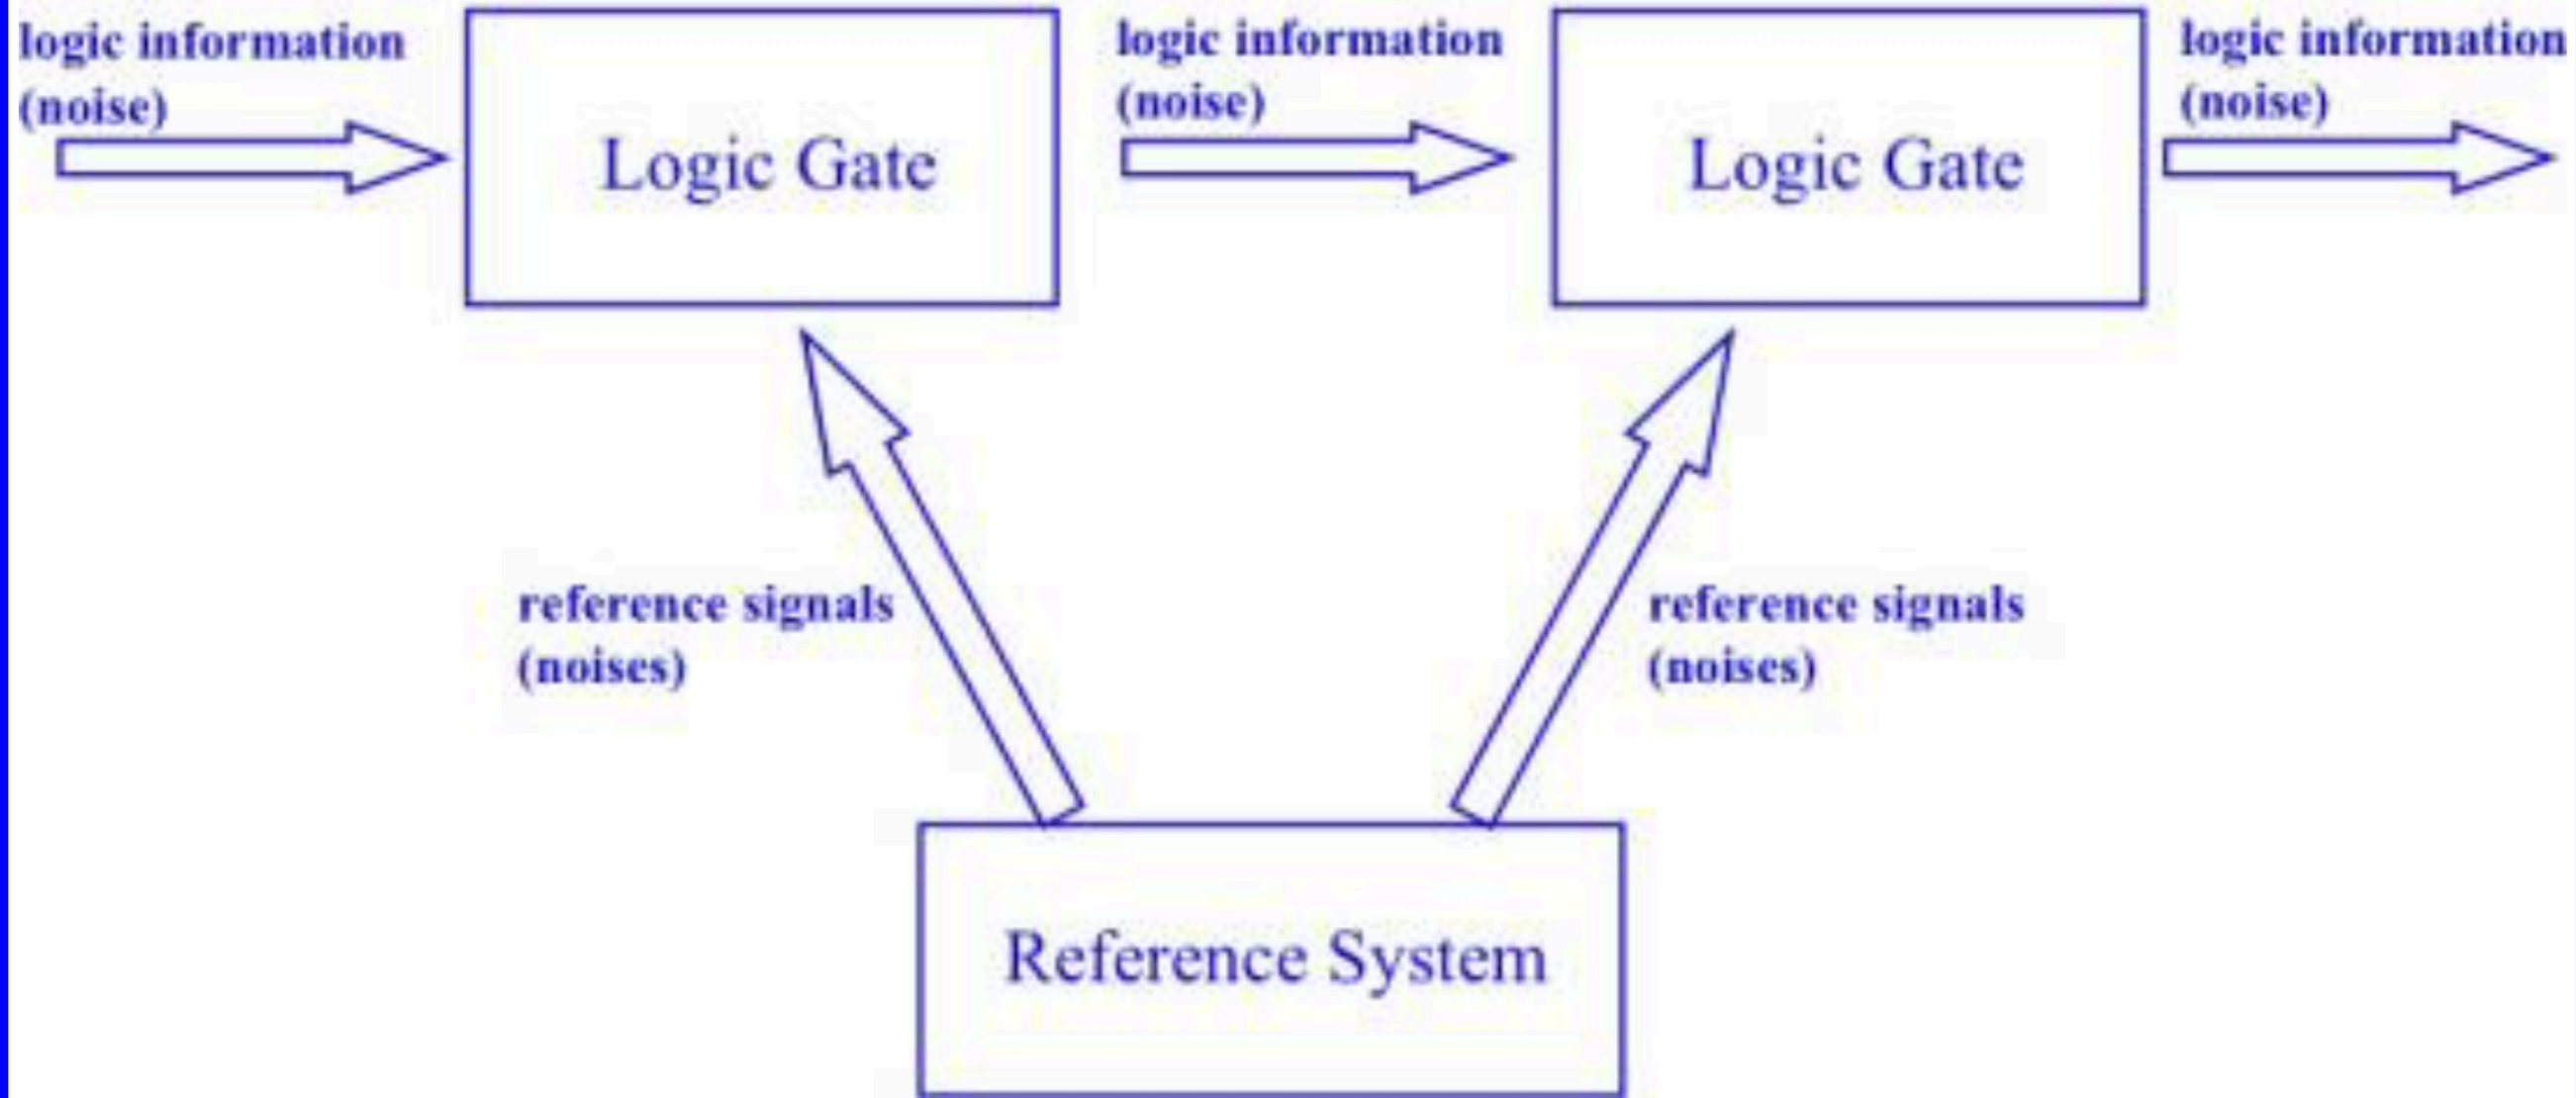 logic information
(noise)
Logic Gate
logic information
(noise)
Logic Gate
logic information
(noise)
reference signals
(noises)
reference signals
(noises)
Reference System